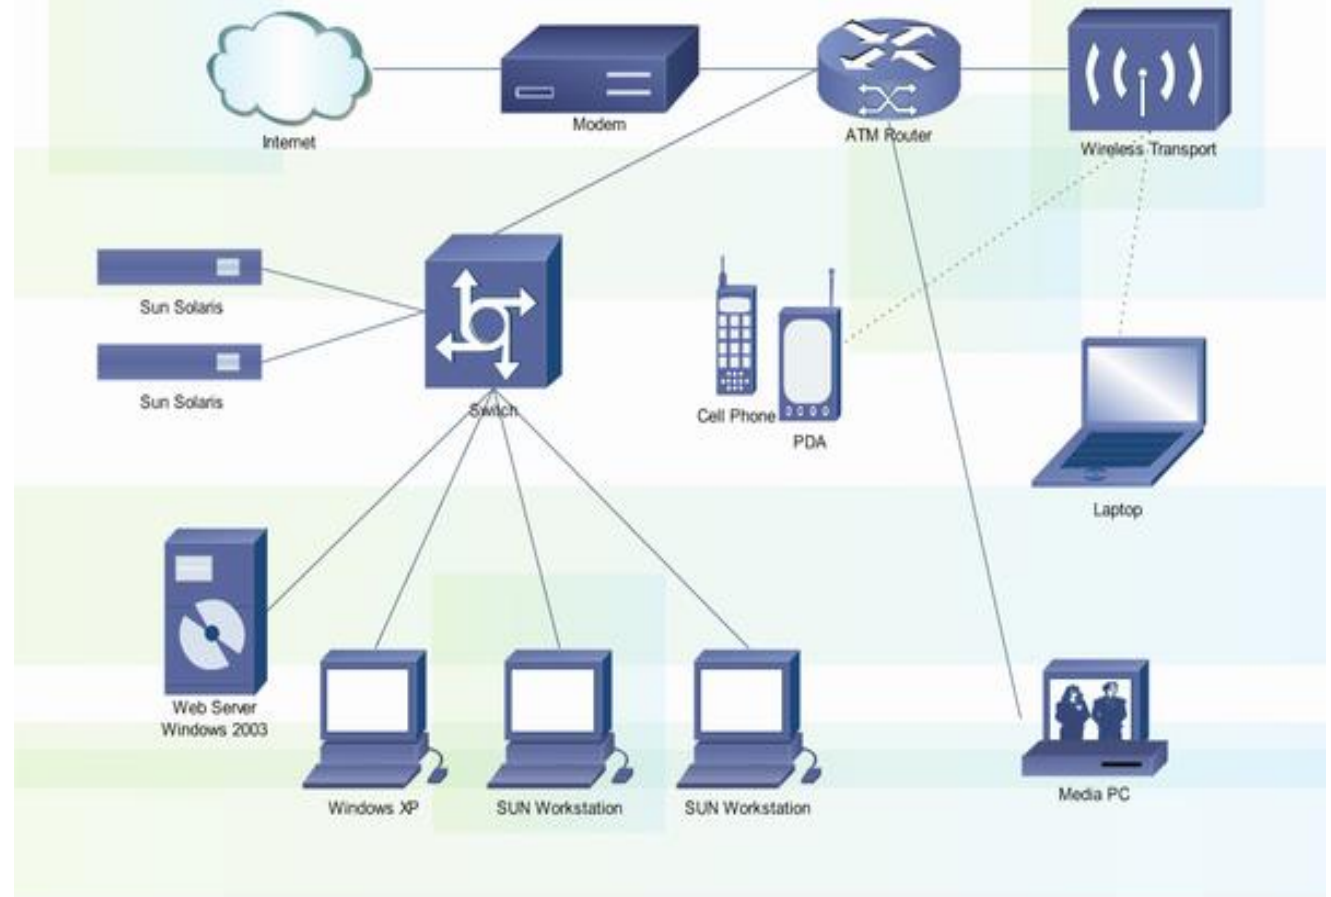 Internet
Modem
ATM Router
Wireless Transport
Sun Solaris
Sun Solaris
Switch
Cell Phone
PDA
Laptop
Web Server
Windows 2003
Windows XP
SUN Workstation
SUN Workstation
Media PC